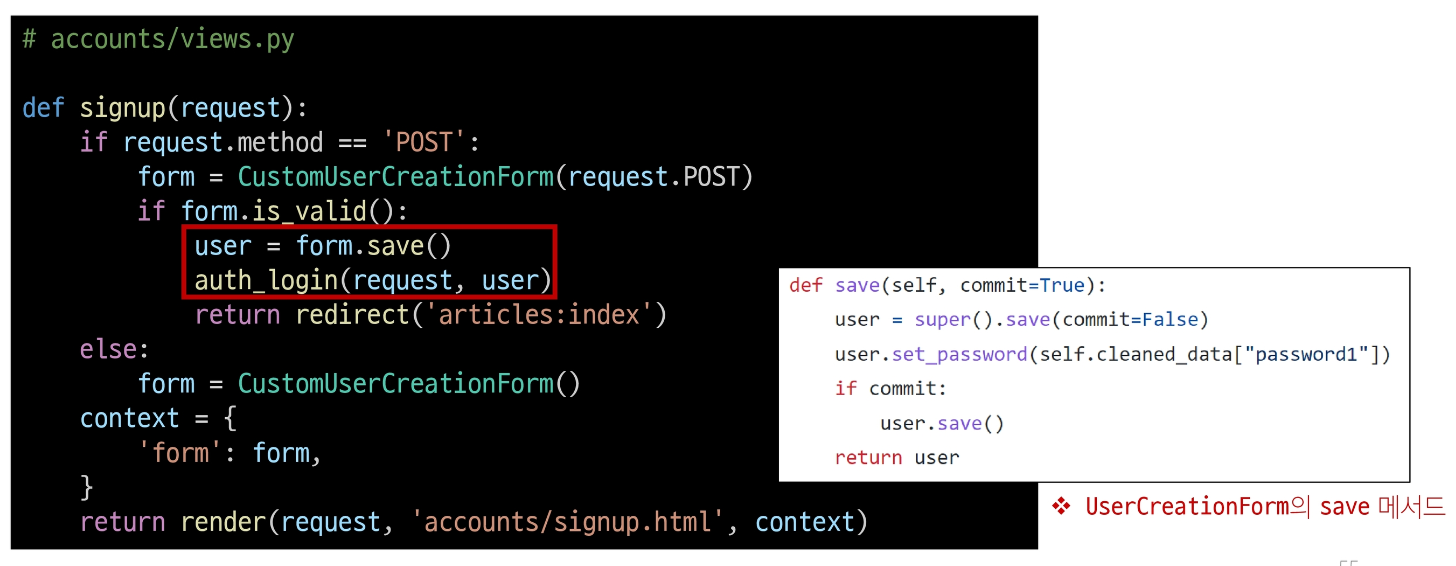 # accounts/views.py
def signup(request):
    if request.method == 'POST':
        form = CustomUserCreationForm(request.POST)
        if form.is_valid():
            user = form.save()
            auth_login(request, user)
            return redirect('articles:index')
    else:
        form = CustomUserCreationForm()
    context = {
        'form': form,
    }
    return render(request, 'accounts/signup.html', context)
def save(self, commit=True):
    user = super().save(commit=False)
    user.set_password(self.cleaned_data["password1"])
    if commit:
        user.save()
    return user
❖ UserCreationForm의 save 메서드